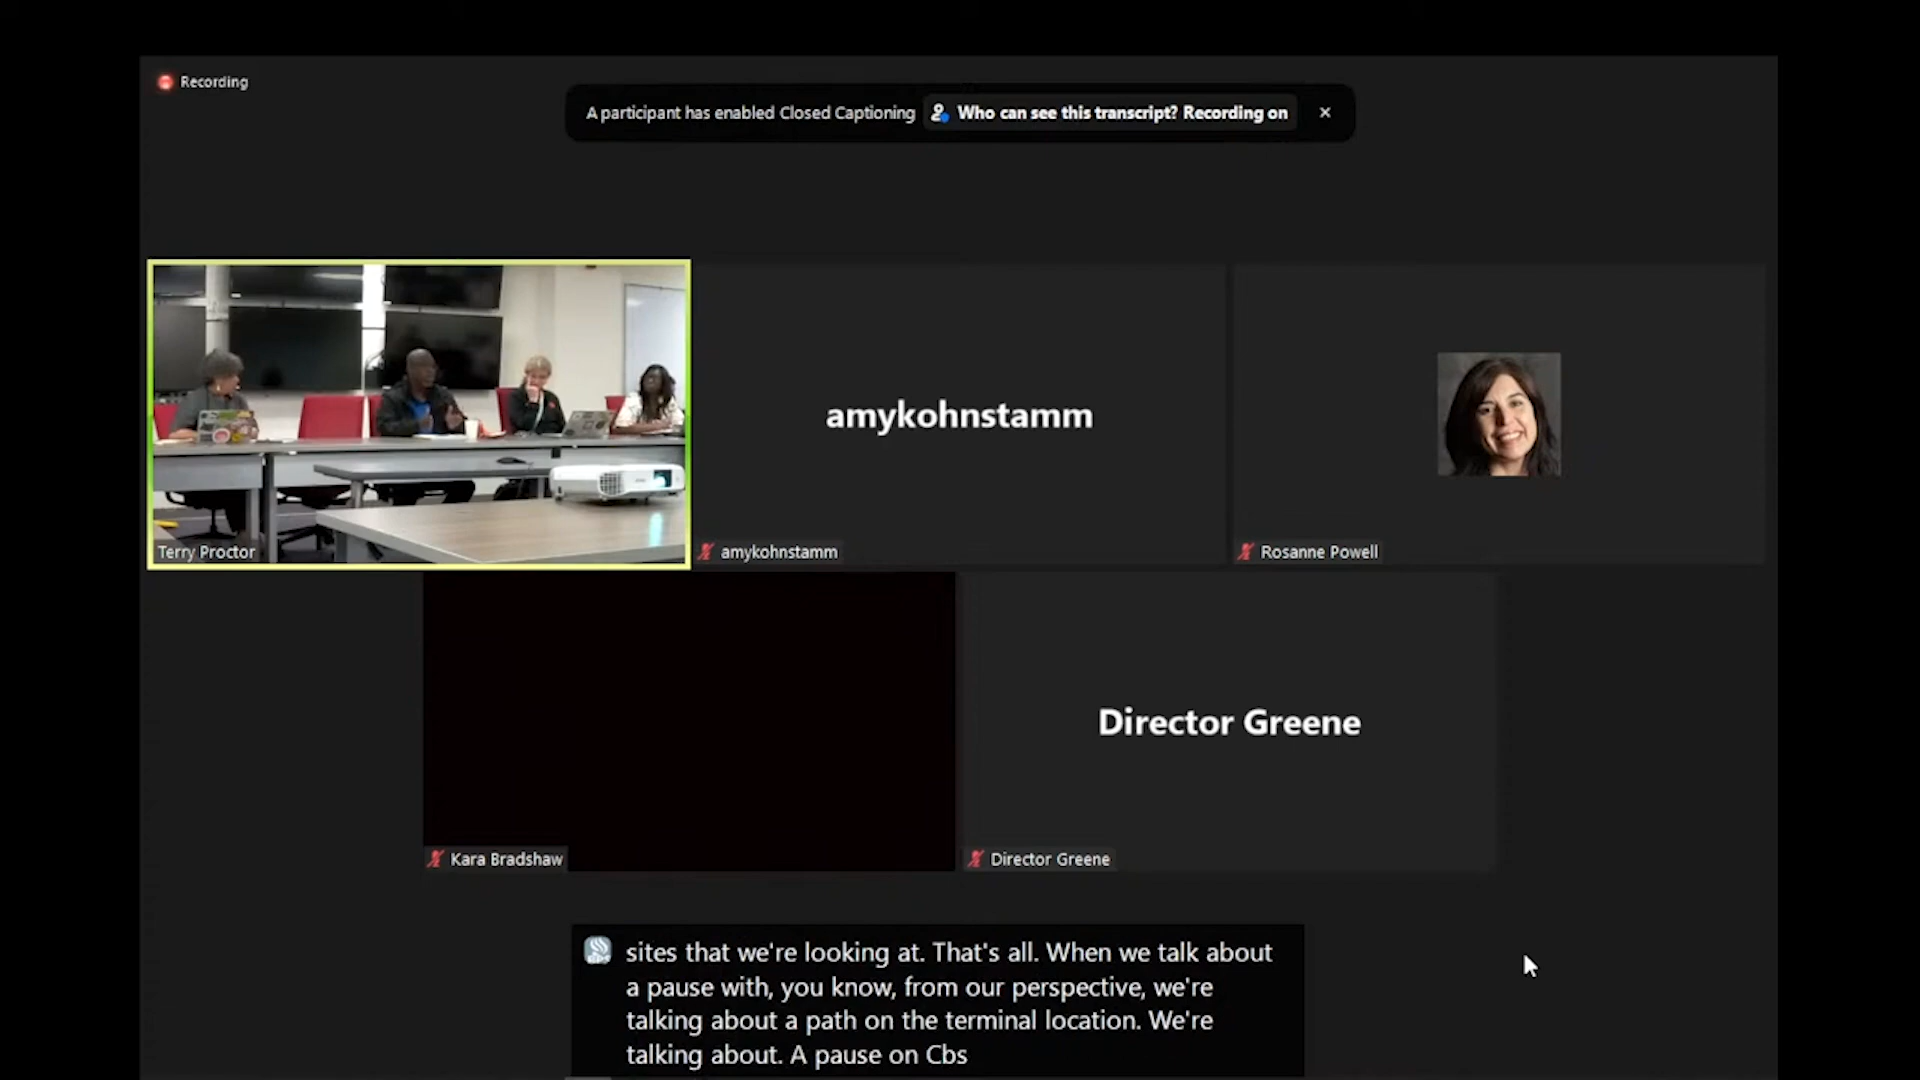 Recording
A participant has enabled Closed Captioning Who can see this transcript? Recording on
Terry Proctor
amykohnstamm
amykohnstamm
Rosanne Powell
Kara Bradshaw
Director Greene
Director Greene
sites that we're looking at. That's all. When we talk about
a pause with, you know, from our perspective, we're
talking about a path on the terminal location. We're
talking about. A pause on Cbs